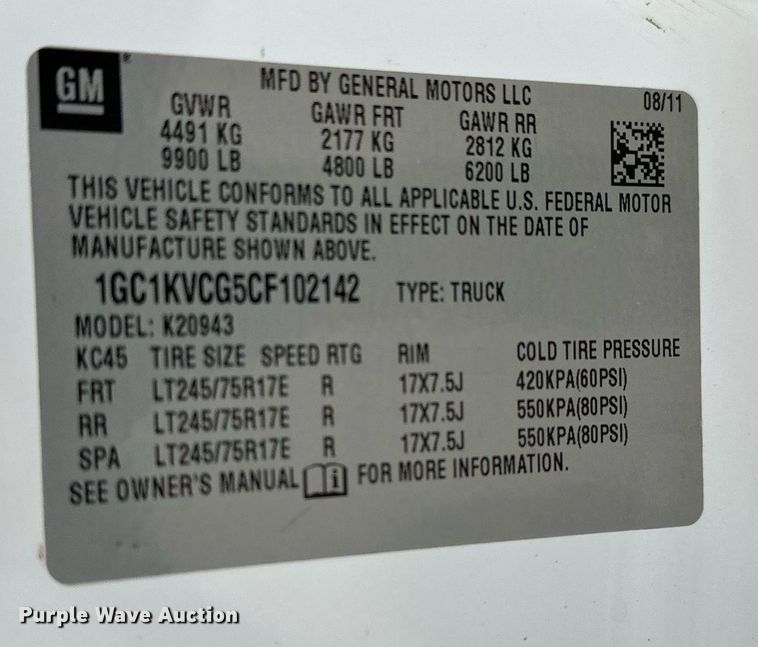 GM®
MFD BY GENERAL MOTORS LLC 08/11
GVWR GAWR FRT GAWR RR
4491 KG 2177 KG 2812 KG
9900 LB 4800 LB 6200 LB
THIS VEHICLE CONFORMS TO ALL APPLICABLE U.S. FEDERAL MOTOR
VEHICLE SAFETY STANDARDS IN EFFECT ON THE DATE OF
MANUFACTURE SHOWN ABOVE.
1GC1KVCG5CF102142 TYPE: TRUCK
MODEL: K20943
KC45 TIRE SIZE SPEED RTG RIM COLD TIRE PRESSURE
FRT LT245/75R17E R 17X7.5J 420KPA(60PSI)
RR LT245/75R17E R 17X7.5J 550KPA(80PSI)
SPA LT245/75R17E R 17X7.5J 550KPA(80PSI)
SEE OWNER'S MANUAL i FOR MORE INFORMATION.
Purple Wave Auction